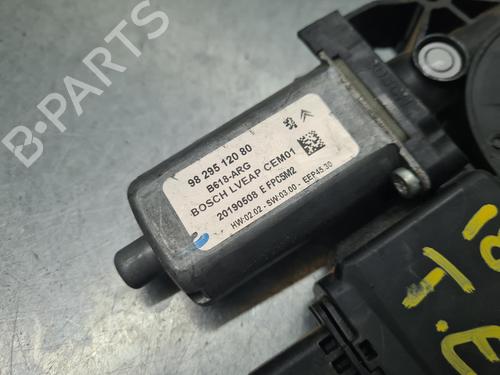 98 295 120 80
B618-ARG
BOSCH LVEAP CEM01
20190508 E FPC5M2
HW:02.02 - SW:03.00 - EEP45.30
B-PARTS